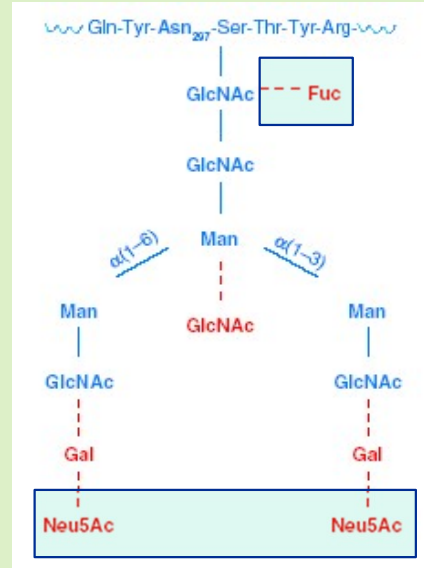 Gln-Tyr-Asn297-Ser-Thr-Tyr-Arg-
GlcNAc Fuc
GlcNAc
α(1–6) Man α(1–3)
GlcNAc
Man Man
GlcNAc GlcNAc
Gal Gal
Neu5Ac Neu5Ac